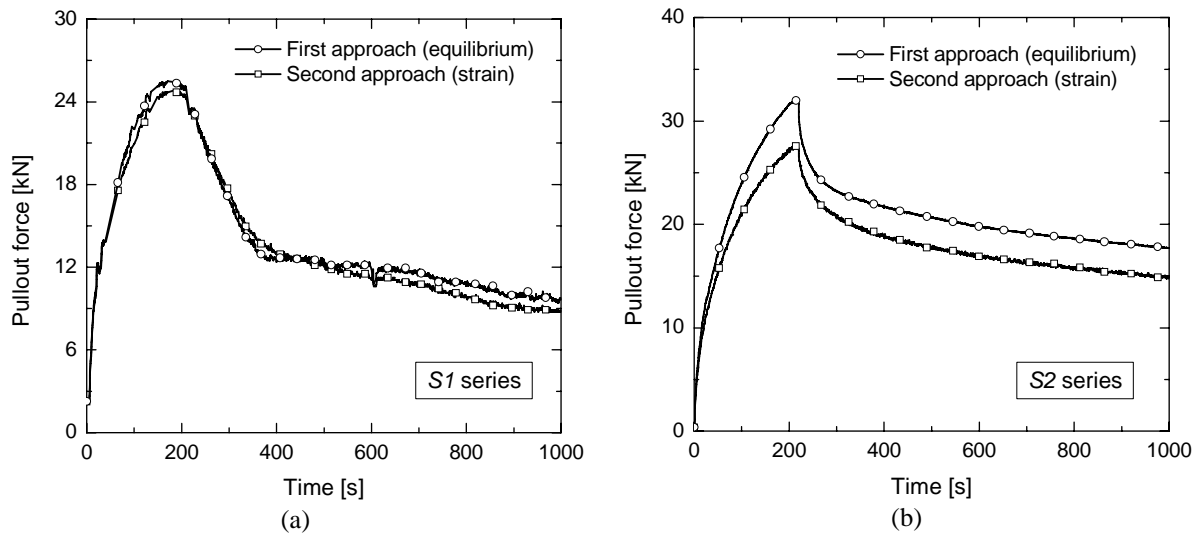 30
24
18
12
6
0
Pullout force [kN]
First approach (equilibrium)
Second approach (strain)
S1 series
0
200
400
600
800
1000
Time [s]
(a)
40
30
20
10
0
Pullout force [kN]
First approach (equilibrium)
Second approach (strain)
S2 series
0
200
400
600
800
1000
Time [s]
(b)